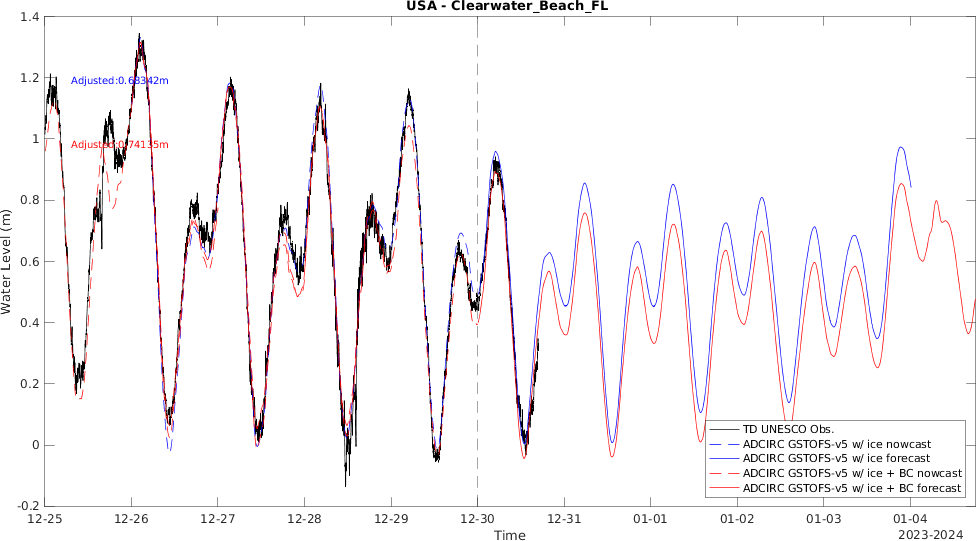 USA - Clearwater_Beach_FL
1.4
1.2
1
0.8
0.6
0.4
0.2
0
-0.2
Water Level (m)
Adjusted:0.68342m
Adjusted:0.74135m
TD UNESCO Obs.
ADCIRC GSTOFS-v5 w/ ice nowcast
ADCIRC GSTOFS-v5 w/ ice forecast
ADCIRC GSTOFS-v5 w/ ice + BC nowcast
ADCIRC GSTOFS-v5 w/ ice + BC forecast
12-25 12-26 12-27 12-28 12-29 12-30 12-31 01-01 01-02 01-03 01-04
Time
2023-2024